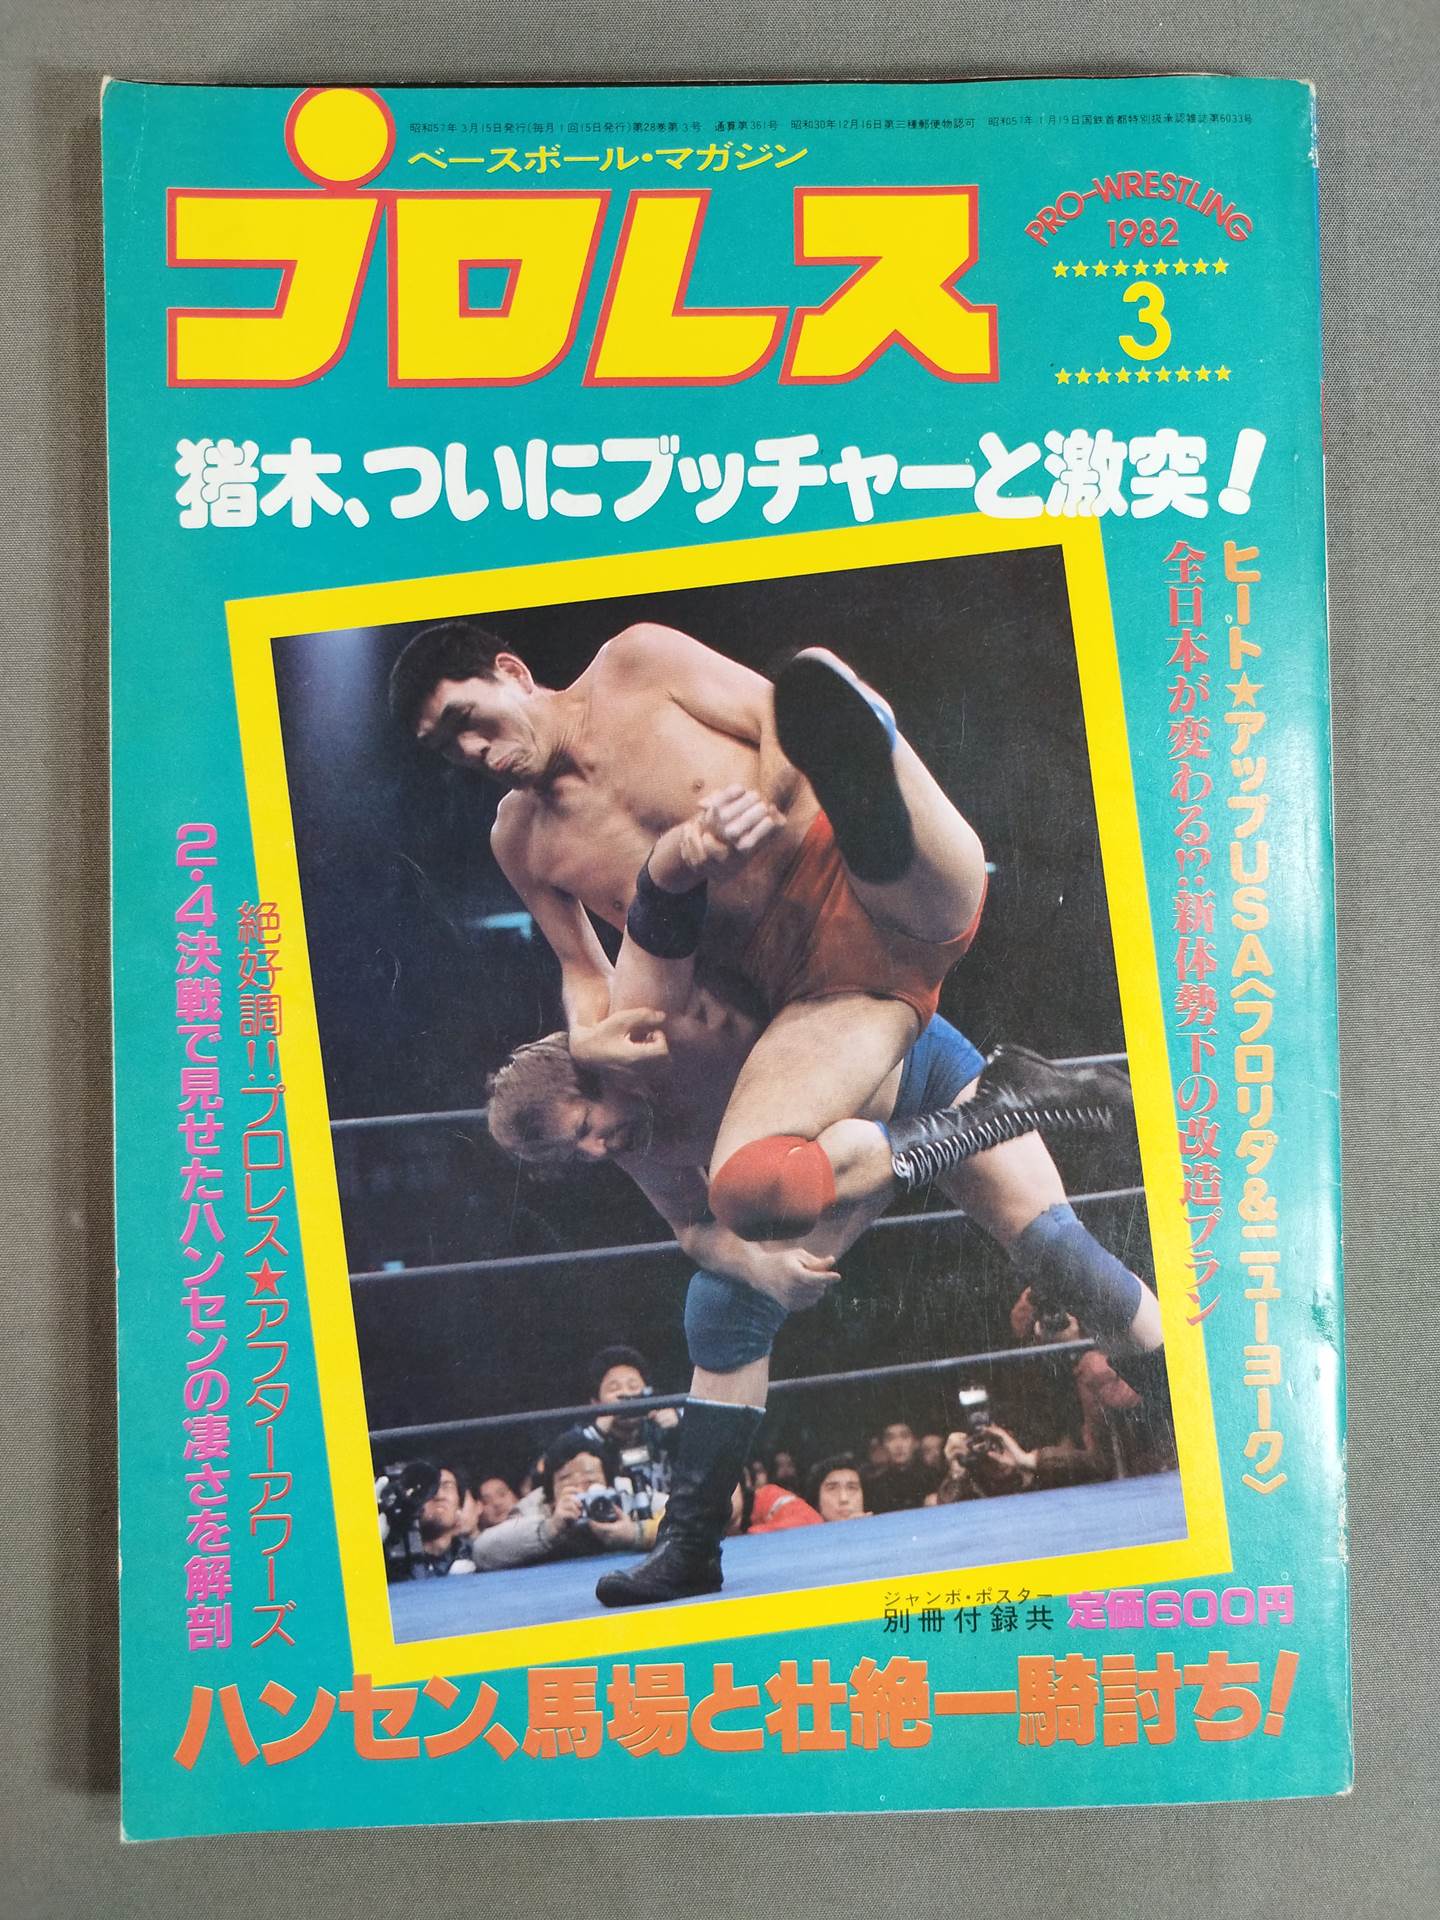 昭和57年3月15日発行(毎月1回15日発行)第28巻第3号 通算第361号 昭和30年12月16日第三種郵便物認可 昭和51年1月19日国鉄首都特別扱承認雑誌第6033号
ベースボール・マガジン
プロレス
PRO-WRESTLING
1982
★★★★★★★★★
3
★★★★★★★★★
猪木、ついにブッチャーと激突!
ヒート★アップUSA〈フロリダ&ニューヨーク〉
全日本が変わる!?:新体勢下の改造プラン
絶好調!!:プロレス★アフターアワーズ
2・4決戦で見せたハンセンの凄さを解剖
ジャンボ・ポスター
別冊付録共 定価600円
ハンセン、馬場と壮絶一騎討ち!